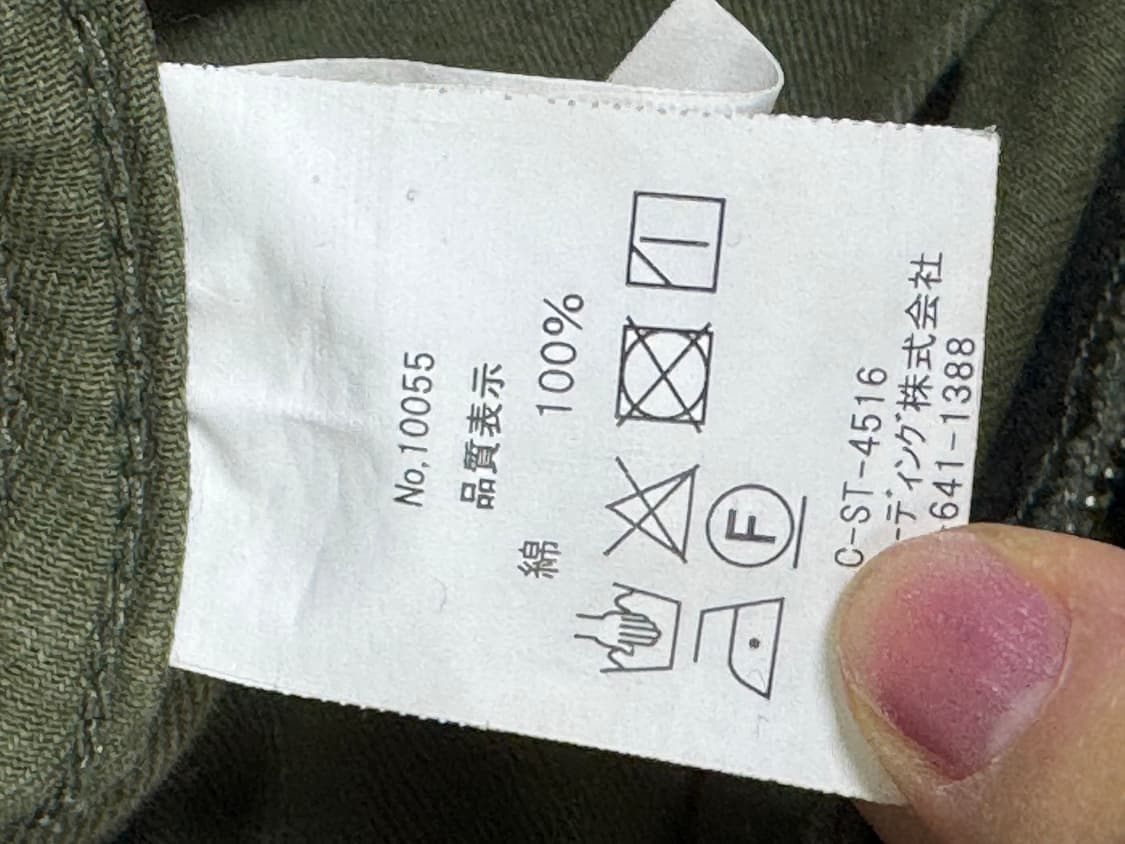 No.10055
品質表示
綿 100%
F
C-ST-4516
ーディング株式会社
-641-1388